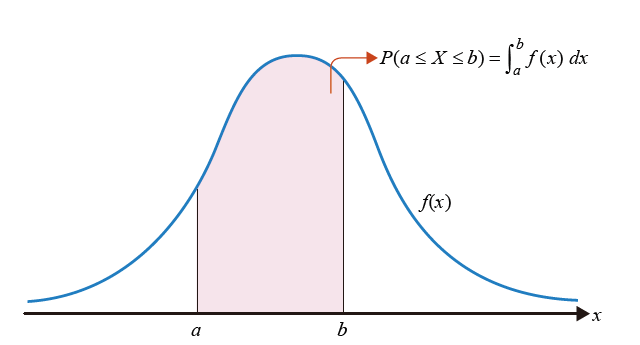 P(a ≤ X ≤ b) = ∫ₐᵇ f(x) dx
f(x)
x
a b